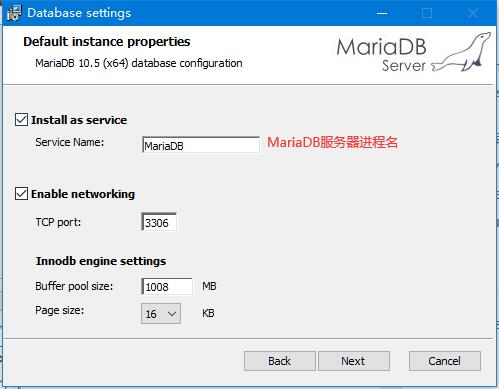 Database settings
Default instance properties
MariaDB 10.5 (x64) database configuration
MariaDB
Server
Install as service
Service Name:
MariaDB
MariaDB服务器进程名
Enable networking
TCP port:
3306
Innodb engine settings
Buffer pool size:
1008
MB
Page size:
16
KB
Back
Next
Cancel